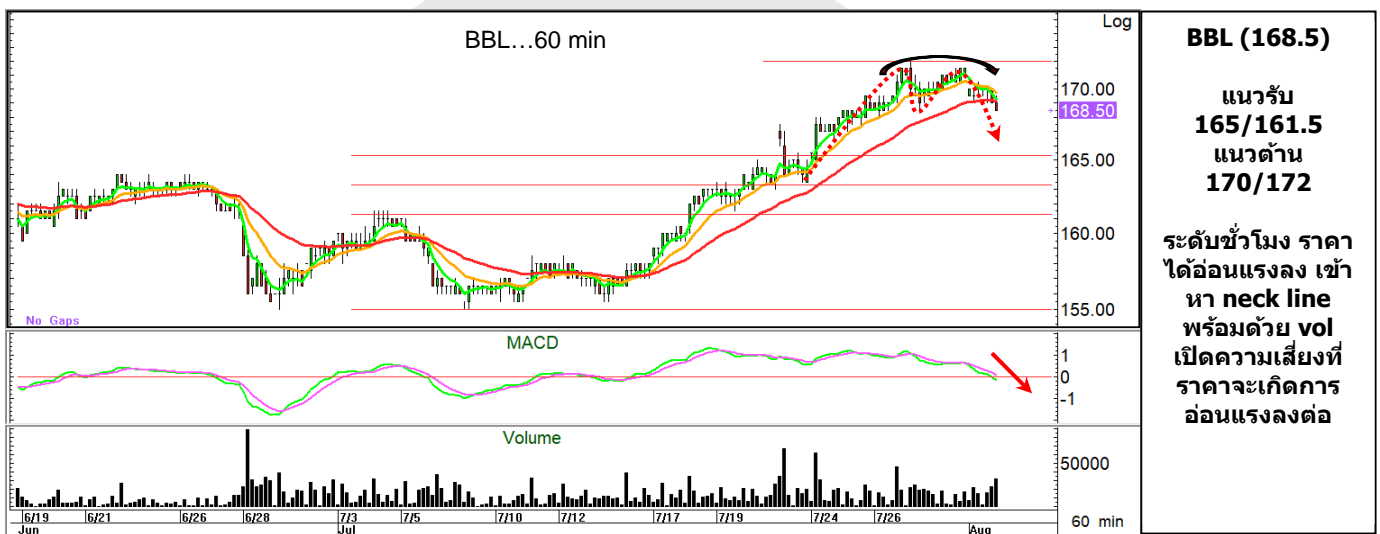 BBL...60 min
Log
170.00
168.50
165.00
160.00
155.00
No Gaps
MACD
1
0
-1
Volume
50000
6/19
6/21
6/26
6/28
7/3
7/5
7/10
7/12
7/17
7/19
7/24
7/26
Jun
Jul
Aug
60 min
BBL (168.5)
แนวรับ
165/161.5
แนวต้าน
170/172
ระดับชั่วโมง ราคา
ได้อ่อนแรงลง เข้า
หา neck line
พร้อมด้วย vol
เปิดความเสี่ยงที่
ราคาจะเกิดการ
อ่อนแรงลงต่อ